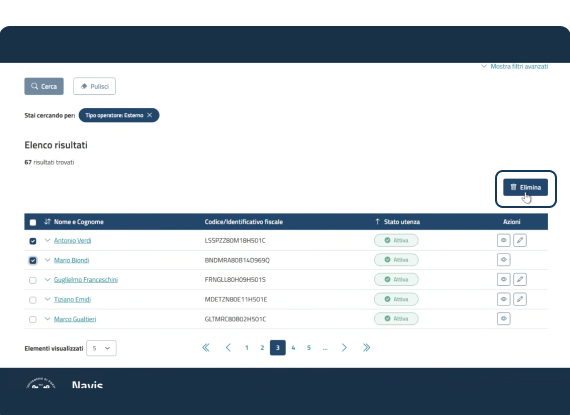 Mostra filtri avanzati
Cerca
Pulisci
Stai cercando per: Tipo operatore: Esterno
Elenco risultati
67 risultati trovati
Elimina
Nome e Cognome Codice/Identificativo fiscale Stato utenza Azioni
Antonio Verdi LSSPZZ80M18H501C Attiva
Mario Biondi BNDMRA80B14D969Q Attiva
Guglielmo Franceschini FRNGLL80H09H501S Attiva
Tiziano Emidi MDETZN80E11H501E Attiva
Marco Gualtieri GLTMRC80B02H501C Attiva
Elementi visualizzati 5 1 2 3 4 5 ...
Navis